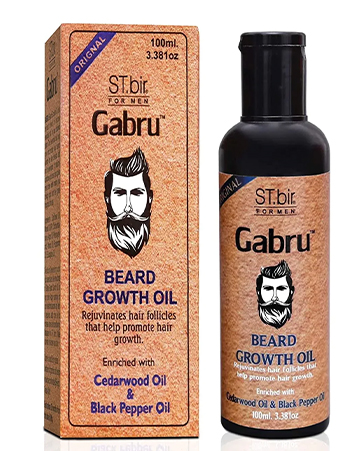 ORIGNAL
100ml.
3.381oz
ST.bir.
FOR MEN
Gabru™
BEARD
GROWTH OIL
Rejuvinates hair follicles
that help promote hair
growth.
Enriched with
Cedarwood Oil
&
Black Pepper Oil
ORIGNAL
ST.bir.
FOR MEN
Gabru™
BEARD
GROWTH OIL
Rejuvinates hair follicles that
help promote hair growth.
Enriched with
Cedarwood Oil & Black Pepper Oil
100ml. 3.381oz